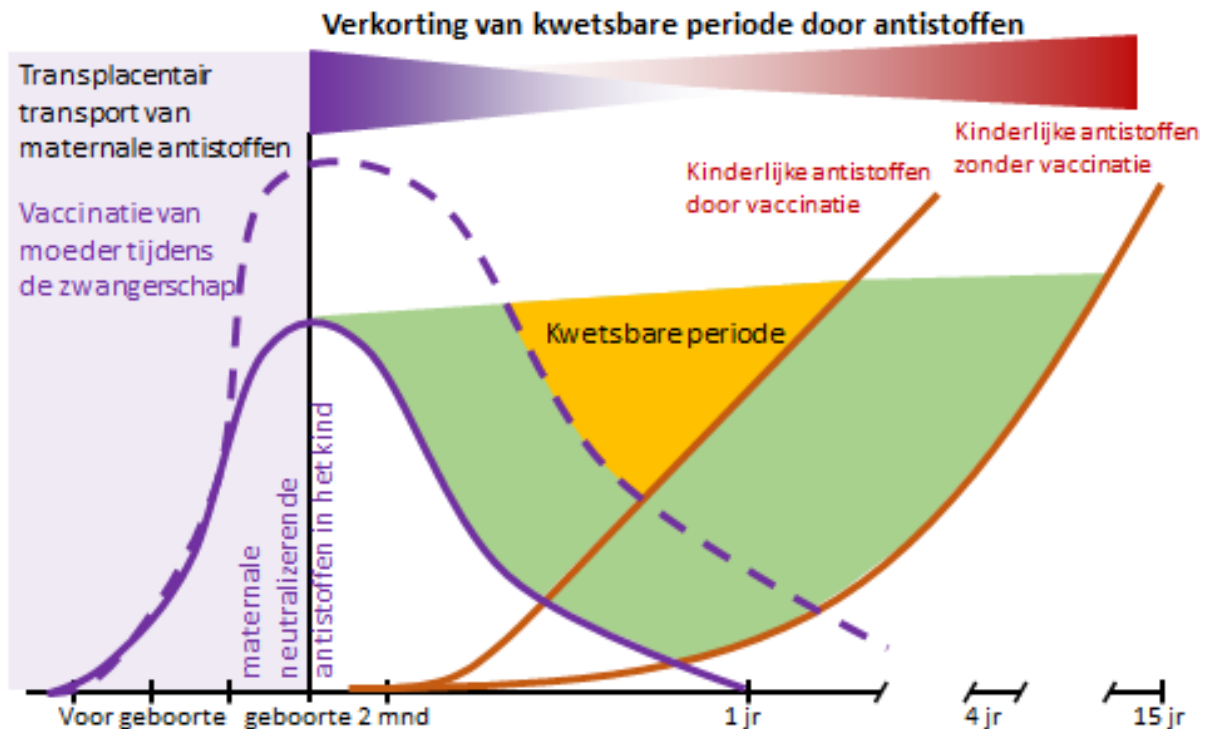 Verkorting van kwetsbare periode door antistoffen
Transplacentair
transport van
maternale antistoffen
Vaccinatie van
moeder tijdens
de zwangerschap
Kinderlijke antistoffen
door vaccinatie
Kinderlijke antistoffen
zonder vaccinatie
Kwetsbare periode
maternale
neutralizerende
antistoffen in het kind
Voor geboorte geboorte 2 mnd 1 jr 4 jr 15 jr